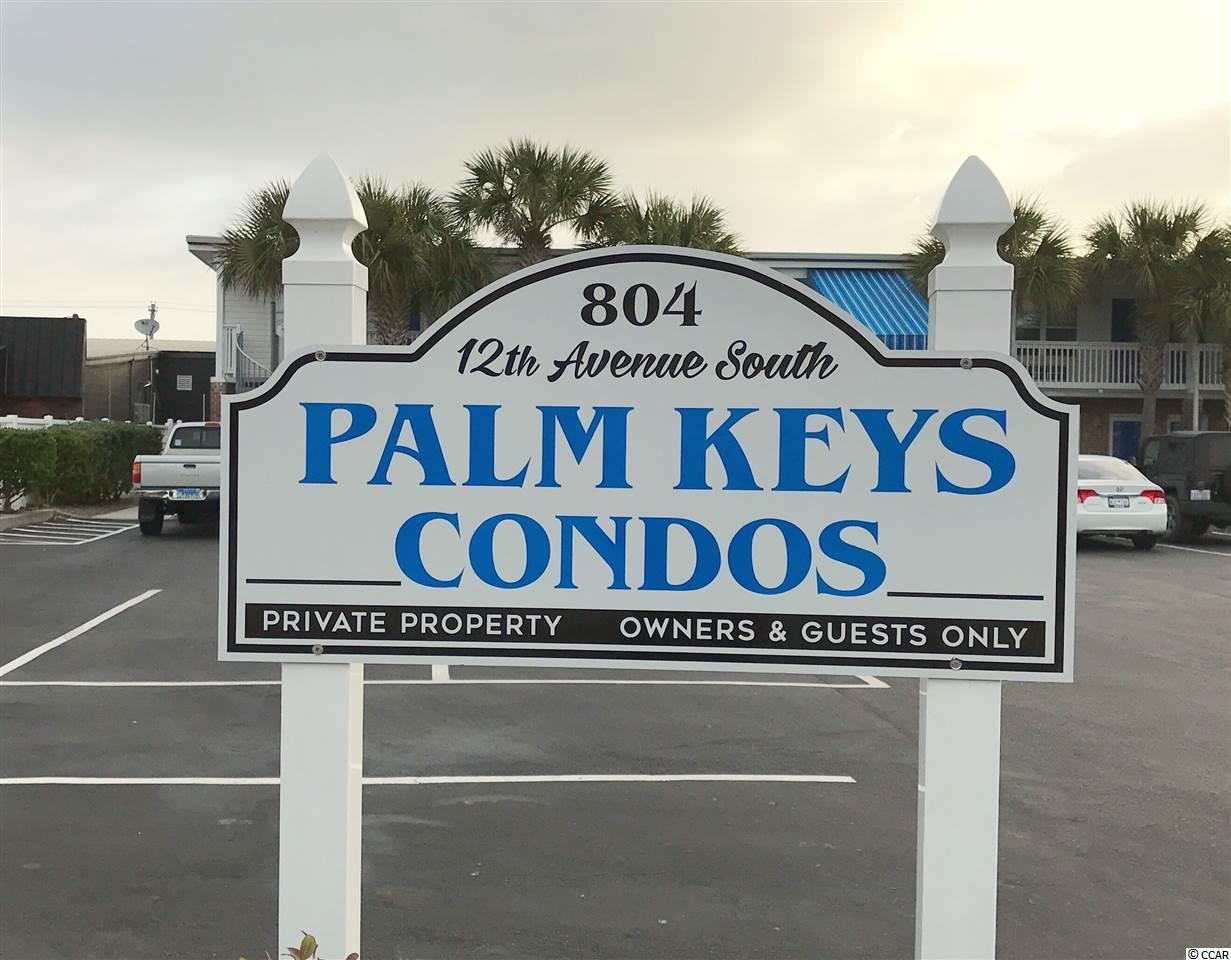 804
12th Avenue South
PALM KEYS
CONDOS
PRIVATE PROPERTY OWNERS & GUESTS ONLY
© CCAR